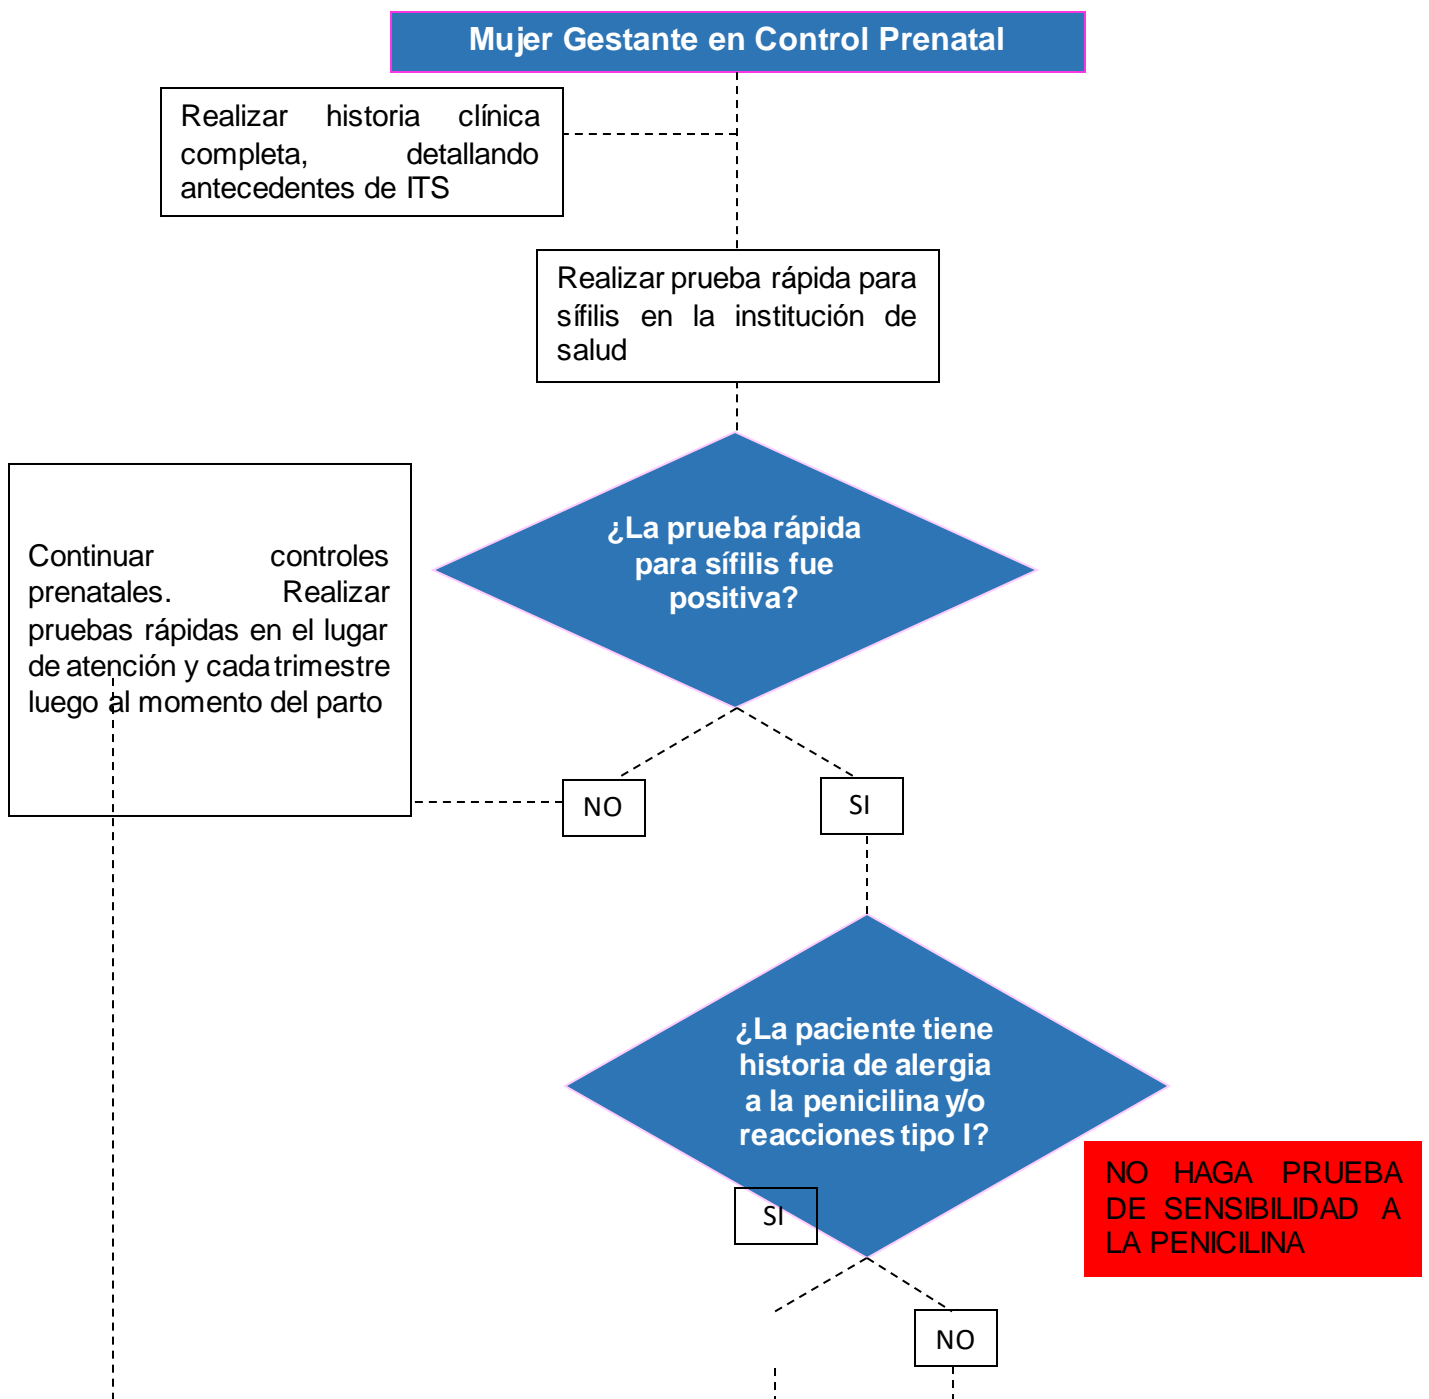 Mujer Gestante en Control Prenatal
Realizar historia clínica
completa, detallando
antecedentes de ITS
Realizar prueba rápida para
sífilis en la institución de
salud
¿La prueba rápida
para sífilis fue
positiva?
Continuar controles
prenatales. Realizar
pruebas rápidas en el lugar
de atención y cada trimestre
luego al momento del parto
NO
SI
¿La paciente tiene
historia de alergia
a la penicilina y/o
reacciones tipo I?
NO HAGA PRUEBA
DE SENSIBILIDAD A
LA PENICILINA
SI
NO